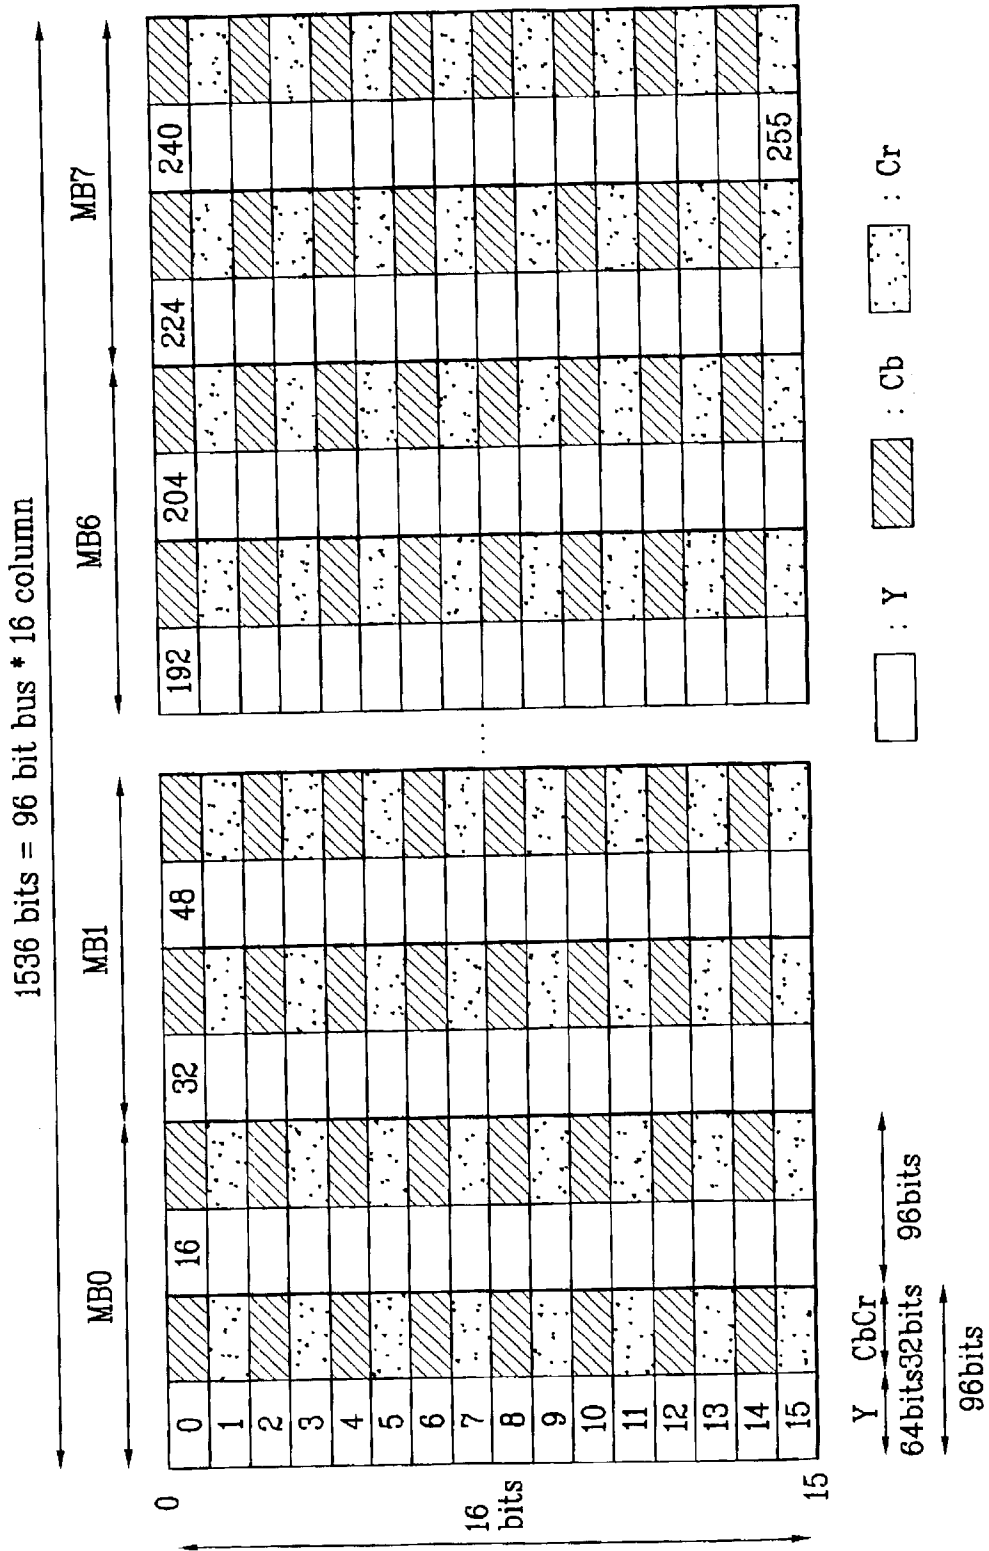 1536 bits = 96 bit bus * 16 column
MB0 MB1 MB6 MB7
0 16 32 48 ..... 192 204 224 240
1
2
3
4
5
6
7
8
9
10
11
12
13
14
15 255
0
16
bits
15
Y CbCr
64bits32bits 96bits
96bits
: Y : Cb : Cr